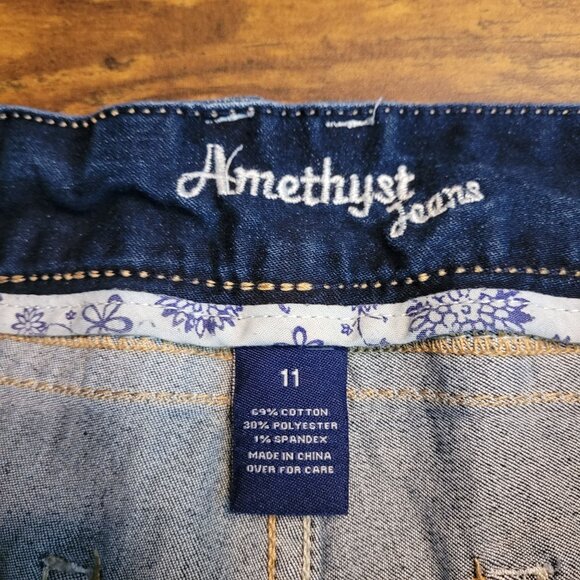 Amethyst
Jeans
11
69% COTTON
30% POLYESTER
1% SPANDEX
MADE IN CHINA
OVER FOR CARE